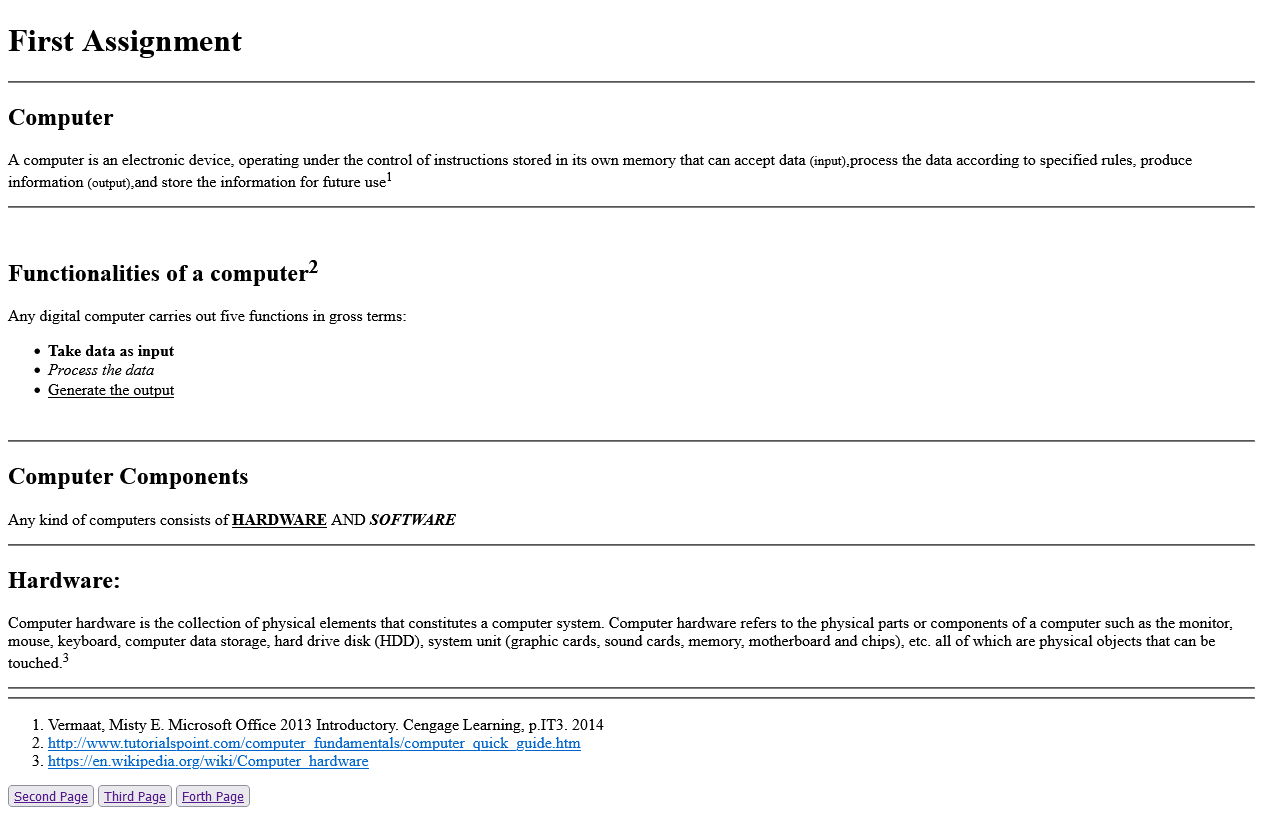 First Assignment
Computer
A computer is an electronic device, operating under the control of instructions stored in its own memory that can accept data (input),process the data according to specified rules, produce
information (output),and store the information for future use1
Functionalities of a computer2
Any digital computer carries out five functions in gross terms:
• Take data as input
• Process the data
• Generate the output
Computer Components
Any kind of computers consists of HARDWARE AND SOFTWARE
Hardware:
Computer hardware is the collection of physical elements that constitutes a computer system. Computer hardware refers to the physical parts or components of a computer such as the monitor,
mouse, keyboard, computer data storage, hard drive disk (HDD), system unit (graphic cards, sound cards, memory, motherboard and chips), etc. all of which are physical objects that can be
touched.3
1. Vermaat, Misty E. Microsoft Office 2013 Introductory. Cengage Learning, p.IT3. 2014
2. http://www.tutorialspoint.com/computer_fundamentals/computer_quick_guide.htm
3. https://en.wikipedia.org/wiki/Computer_hardware
Second Page Third Page Forth Page